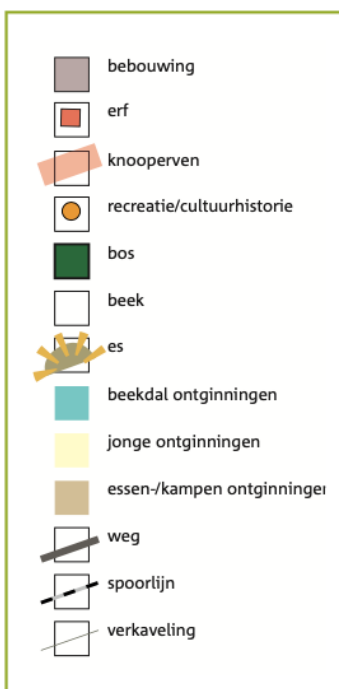 bebouwing
erf
knooperven
recreatie/cultuurhistorie
bos
beek
es
beekdal ontginningen
jonge ontginningen
essen-/kampen ontginninger
weg
spoorlijn
verkaveling